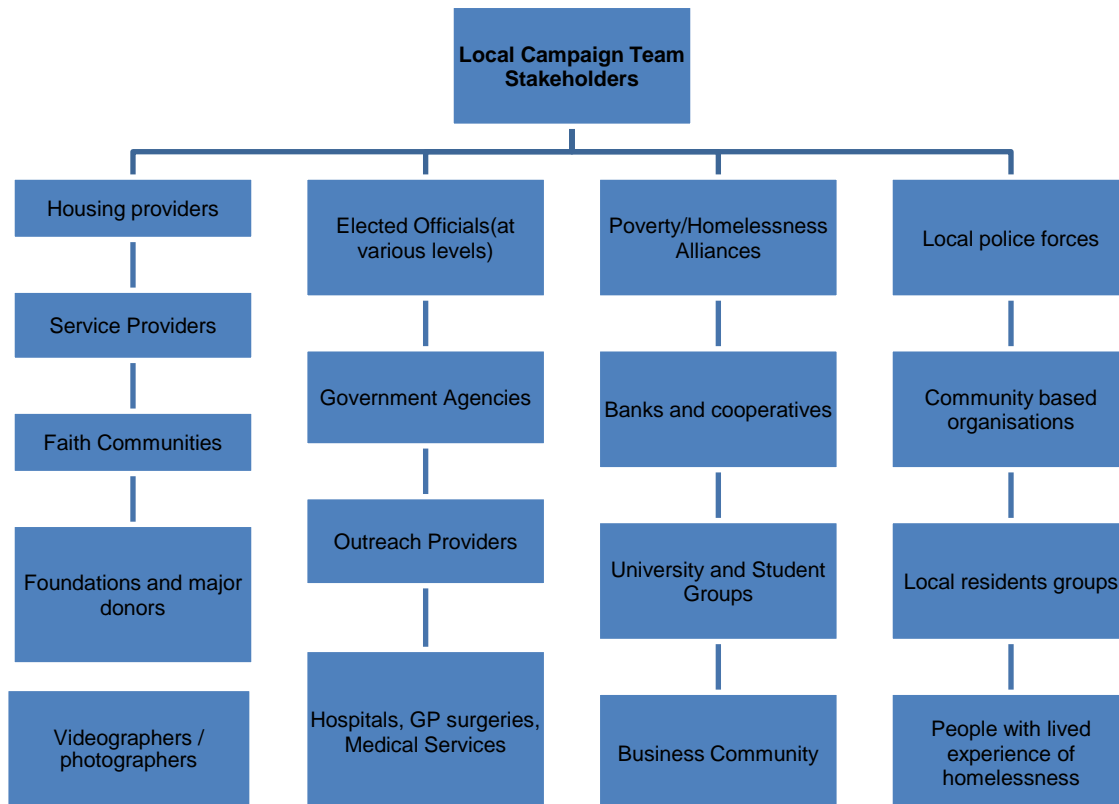 Local Campaign Team
Stakeholders
Housing providers
Service Providers
Faith Communities
Foundations and major
donors
Videographers /
photographers
Elected Officials(at
various levels)
Government Agencies
Outreach Providers
Hospitals, GP surgeries,
Medical Services
Poverty/Homelessness
Alliances
Banks and cooperatives
University and Student
Groups
Business Community
Local police forces
Community based
organisations
Local residents groups
People with lived
experience of
homelessness